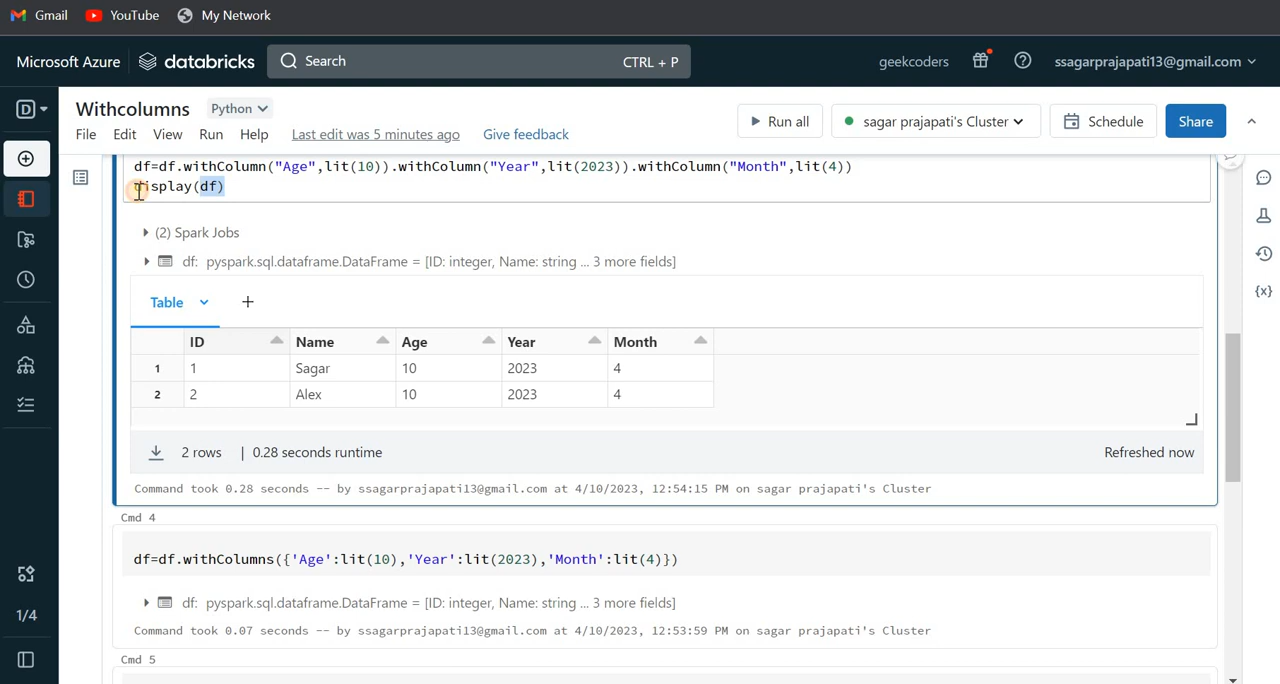 Gmail YouTube My Network
Microsoft Azure databricks Search CTRL + P geekcoders ssagarprajapati13@gmail.com
D Withcolumns Python
File Edit View Run Help Last edit was 5 minutes ago Give feedback Run all sagar prajapati's Cluster Schedule Share
df=df.withColumn("Age",lit(10)).withColumn("Year",lit(2023)).withColumn("Month",lit(4))
display(df)
(2) Spark Jobs
df: pyspark.sql.dataframe.DataFrame = [ID: integer, Name: string ... 3 more fields]
Table +
ID Name Age Year Month
1 1 Sagar 10 2023 4
2 2 Alex 10 2023 4
2 rows | 0.28 seconds runtime Refreshed now
Command took 0.28 seconds -- by ssagarprajapati13@gmail.com at 4/10/2023, 12:54:15 PM on sagar prajapati's Cluster
Cmd 4
df=df.withColumns({'Age':lit(10),'Year':lit(2023),'Month':lit(4)})
df: pyspark.sql.dataframe.DataFrame = [ID: integer, Name: string ... 3 more fields]
1/4
Command took 0.07 seconds -- by ssagarprajapati13@gmail.com at 4/10/2023, 12:53:59 PM on sagar prajapati's Cluster
Cmd 5